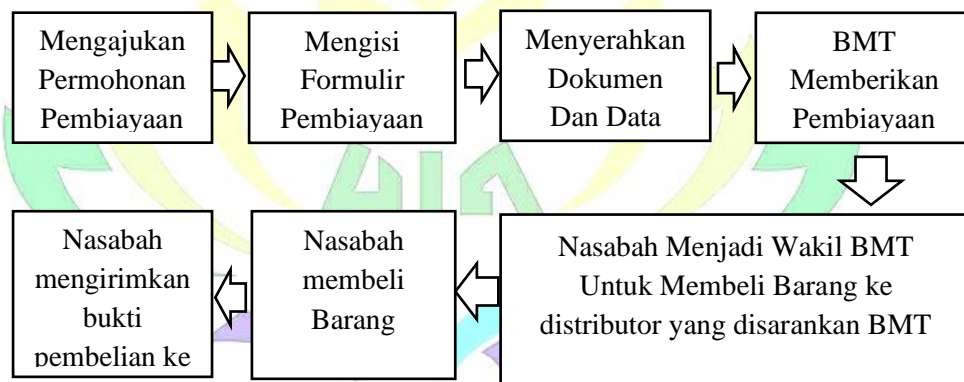 Mengajukan
Permohonan
Pembiayaan
Mengisi
Formulir
Pembiayaan
Menyerahkan
Dokumen
Dan Data
BMT
Memberikan
Pembiayaan
Nasabah Menjadi Wakil BMT
Untuk Membeli Barang ke
distributor yang disarankan BMT
Nasabah
membeli
Barang
Nasabah
mengirimkan
bukti
pembelian ke